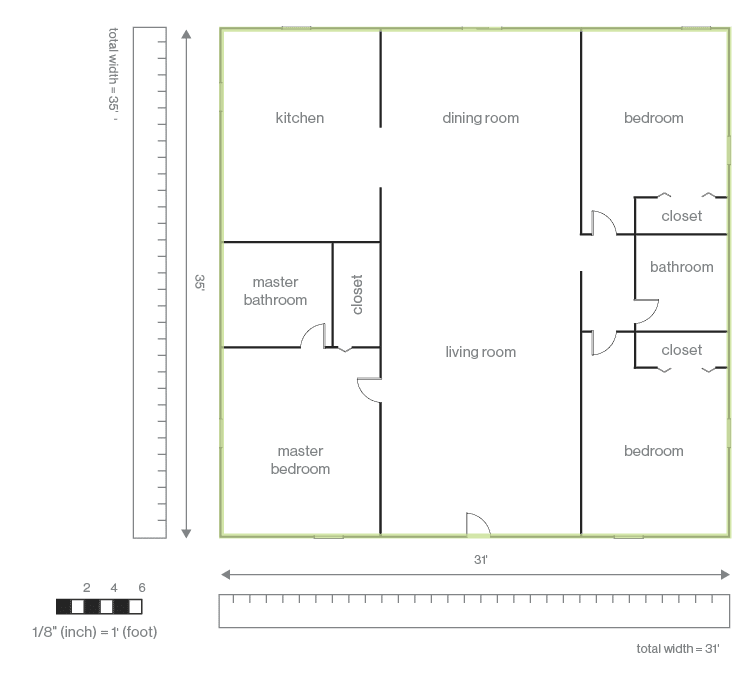 total width = 35' '
kitchen
dining room
bedroom
closet
bathroom
master
bathroom
closet
35'
living room
closet
master
bedroom
bedroom
31'
2 4 6
1/8" (inch) = 1' (foot)
total width = 31'